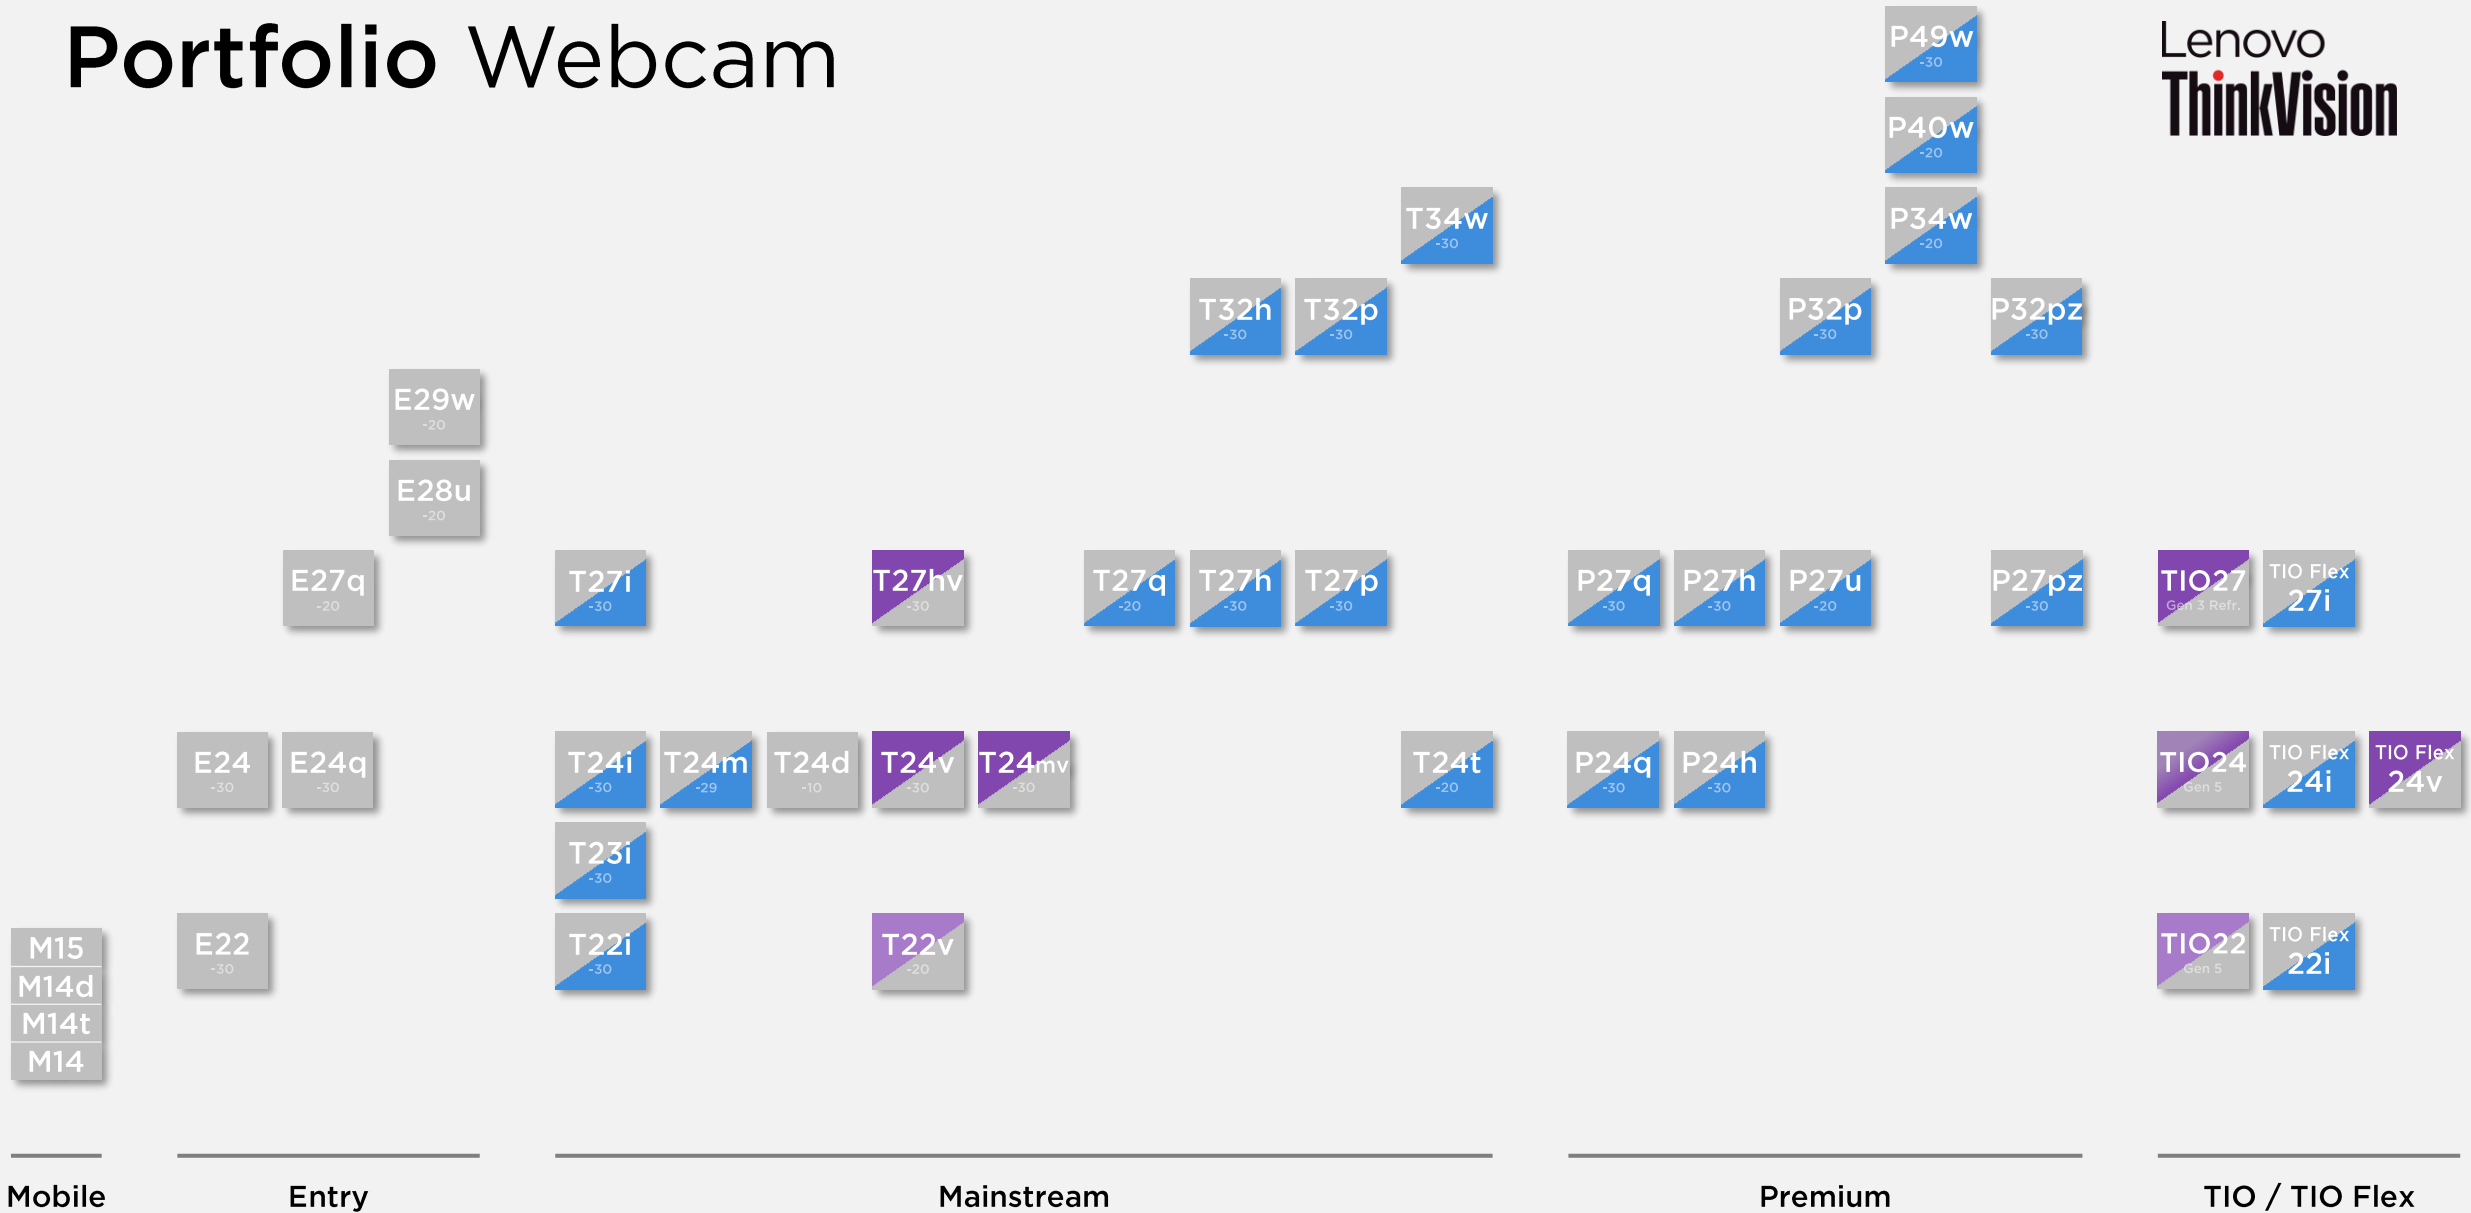 Portfolio Webcam
Lenovo
ThinkVision
P49w
-30
P40w
-20
T34w
-30
P34w
-20
T32h
-30
T32p
-30
P32p
-30
P32pz
-30
E29w
-20
E28u
-20
E27q
-20
T27i
-30
T27hv
-30
T27q
-20
T27h
-30
T27p
-30
P27q
-30
P27h
-30
P27u
-20
P27pz
-30
TIO27
Gen 3 Refr.
TIO Flex
27i
E24
-30
E24q
-30
T24i
-30
T24m
-29
T24d
-10
T24v
-30
T24mv
-30
T24t
-20
P24q
-30
P24h
-30
TIO24
Gen 5
TIO Flex
24i
TIO Flex
24v
T23i
-30
M15
M14d
M14t
M14
E22
-30
T22i
-30
T22v
-20
TIO22
Gen 5
TIO Flex
22i
Mobile
Entry
Mainstream
Premium
TIO / TIO Flex